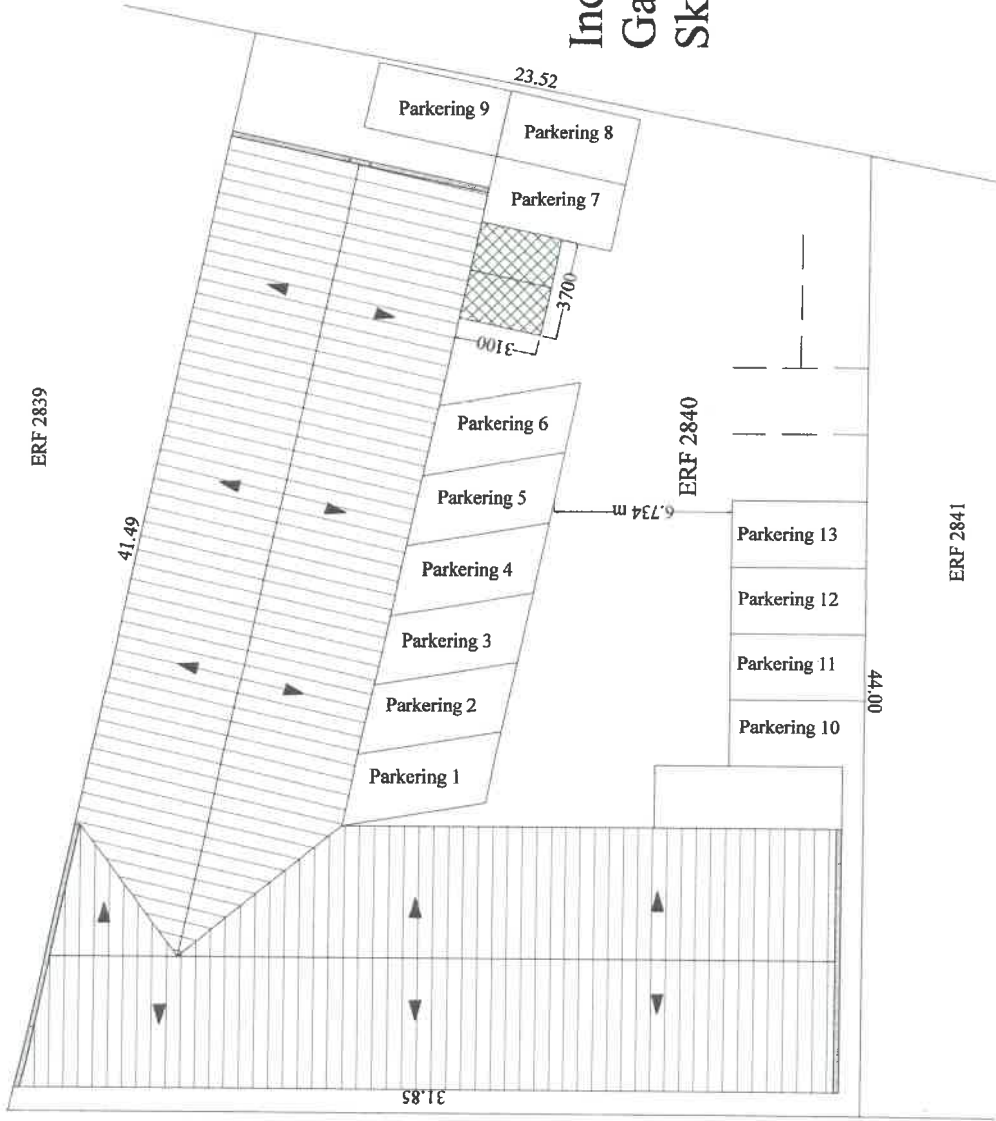 Ga
Sk
23.52
Parkering 9
Parkering 8
Parkering 7
3700
3100
ERF 2839
41.49
Parkering 6
Parkering 5
Parkering 4
Parkering 3
Parkering 2
Parkering 1
ERF 2840
6.734 m
Parkering 13
Parkering 12
Parkering 11
Parkering 10
44.00
ERF 2841
31.85